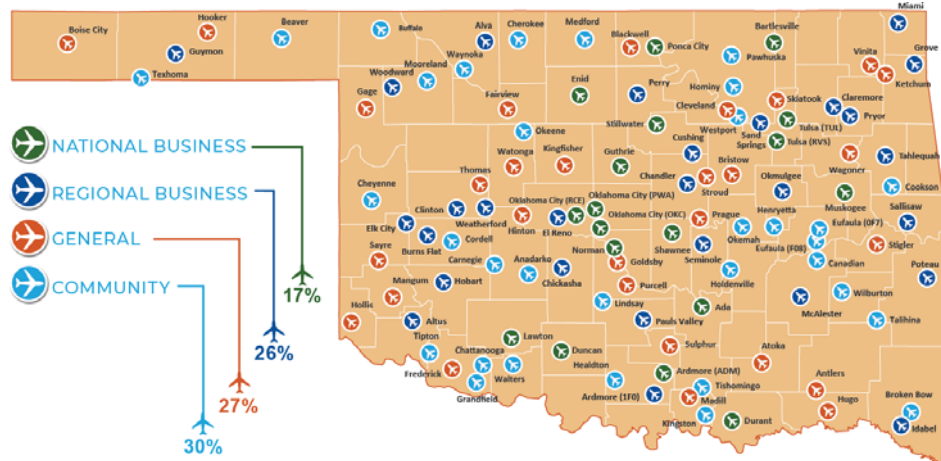 Boise City
Hooker
Guymon
Texhoma
Beaver
Buffalo
Alva
Cherokee
Medford
Blackwell
Ponca City
Bartlesville
Pawhuska
Miami
Vinita
Grove
Ketchum
Woodward
Mooreland
Waynoka
Gage
Fairview
Enid
Perry
Hominy
Cleveland
Skiatook
Claremore
Pryor
Westport
Sand
Springs
Tulsa (TUL)
Tulsa (RVS)
Stillwater
Cushing
Okeene
Watonga
Kingfisher
Guthrie
Chandler
Stroud
Bristow
Okmulgee
Wagoner
Muskogee
Tahlequah
Cookson
Sallisaw
NATIONAL BUSINESS
REGIONAL BUSINESS
GENERAL
COMMUNITY
17%
26%
27%
30%
Cheyenne
Thomas
Clinton
Weatherford
Elk City
Burns Flat
Cordell
Sayre
Hinton
Oklahoma City (RCE)
El Reno
Oklahoma City (PWA)
Oklahoma City (OKC)
Prague
Henryetta
Okemah
Eufaula (0F7)
Eufaula (F08)
Stigler
Canadian
Poteau
Norman
Goldsby
Shawnee
Seminole
Holdenville
Carnegie
Anadarko
Chickasha
Mangum
Hobart
Hollis
Altus
Tipton
Frederick
Chattanooga
Grandfield
Walters
Lawton
Duncan
Lindsay
Purcell
Pauls Valley
Ada
McAlester
Wilburton
Talihina
Sulphur
Atoka
Healdton
Ardmore (ADM)
Ardmore (1F0)
Tishomingo
Madill
Kingston
Durant
Antlers
Hugo
Broken Bow
Idabel